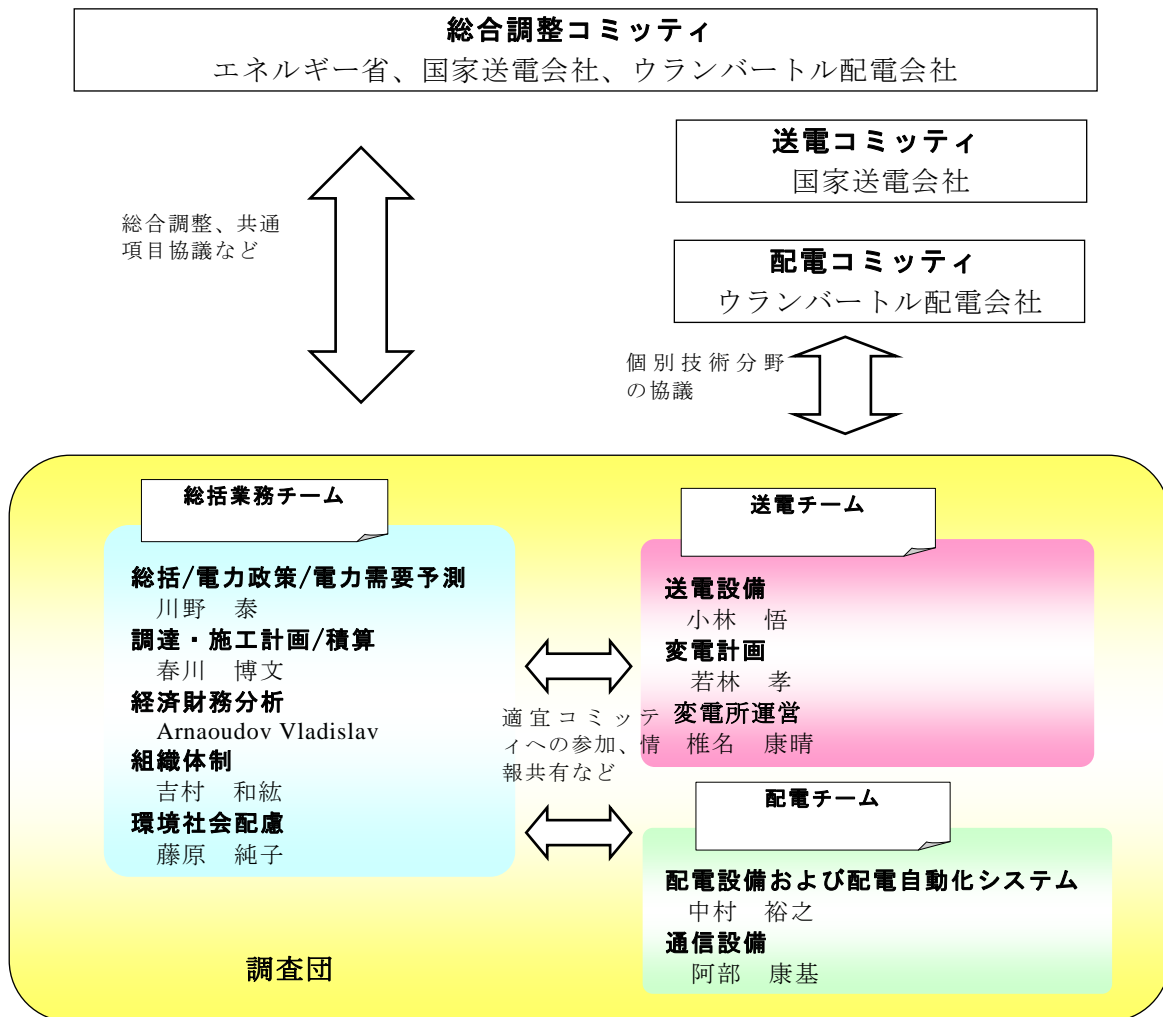 総合調整コミッティ
エネルギー省、国家送電会社、ウランバートル配電会社
送電コミッティ
国家送電会社
総合調整、共通
項目協議など
配電コミッティ
ウランバートル配電会社
個別技術分野
の協議
総括業務チーム
総括/電力政策/電力需要予測
川野　泰
調達・施工計画/積算
春川　博文
経済財務分析
Arnaoudov Vladislav
組織体制
吉村　和紘
環境社会配慮
藤原　純子
適宜コミッテ
ィへの参加、情
報共有など
送電チーム
送電設備
小林　悟
変電計画
若林　孝
変電所運営
椎名　康晴
配電チーム
配電設備および配電自動化システム
中村　裕之
通信設備
阿部　康基
調査団